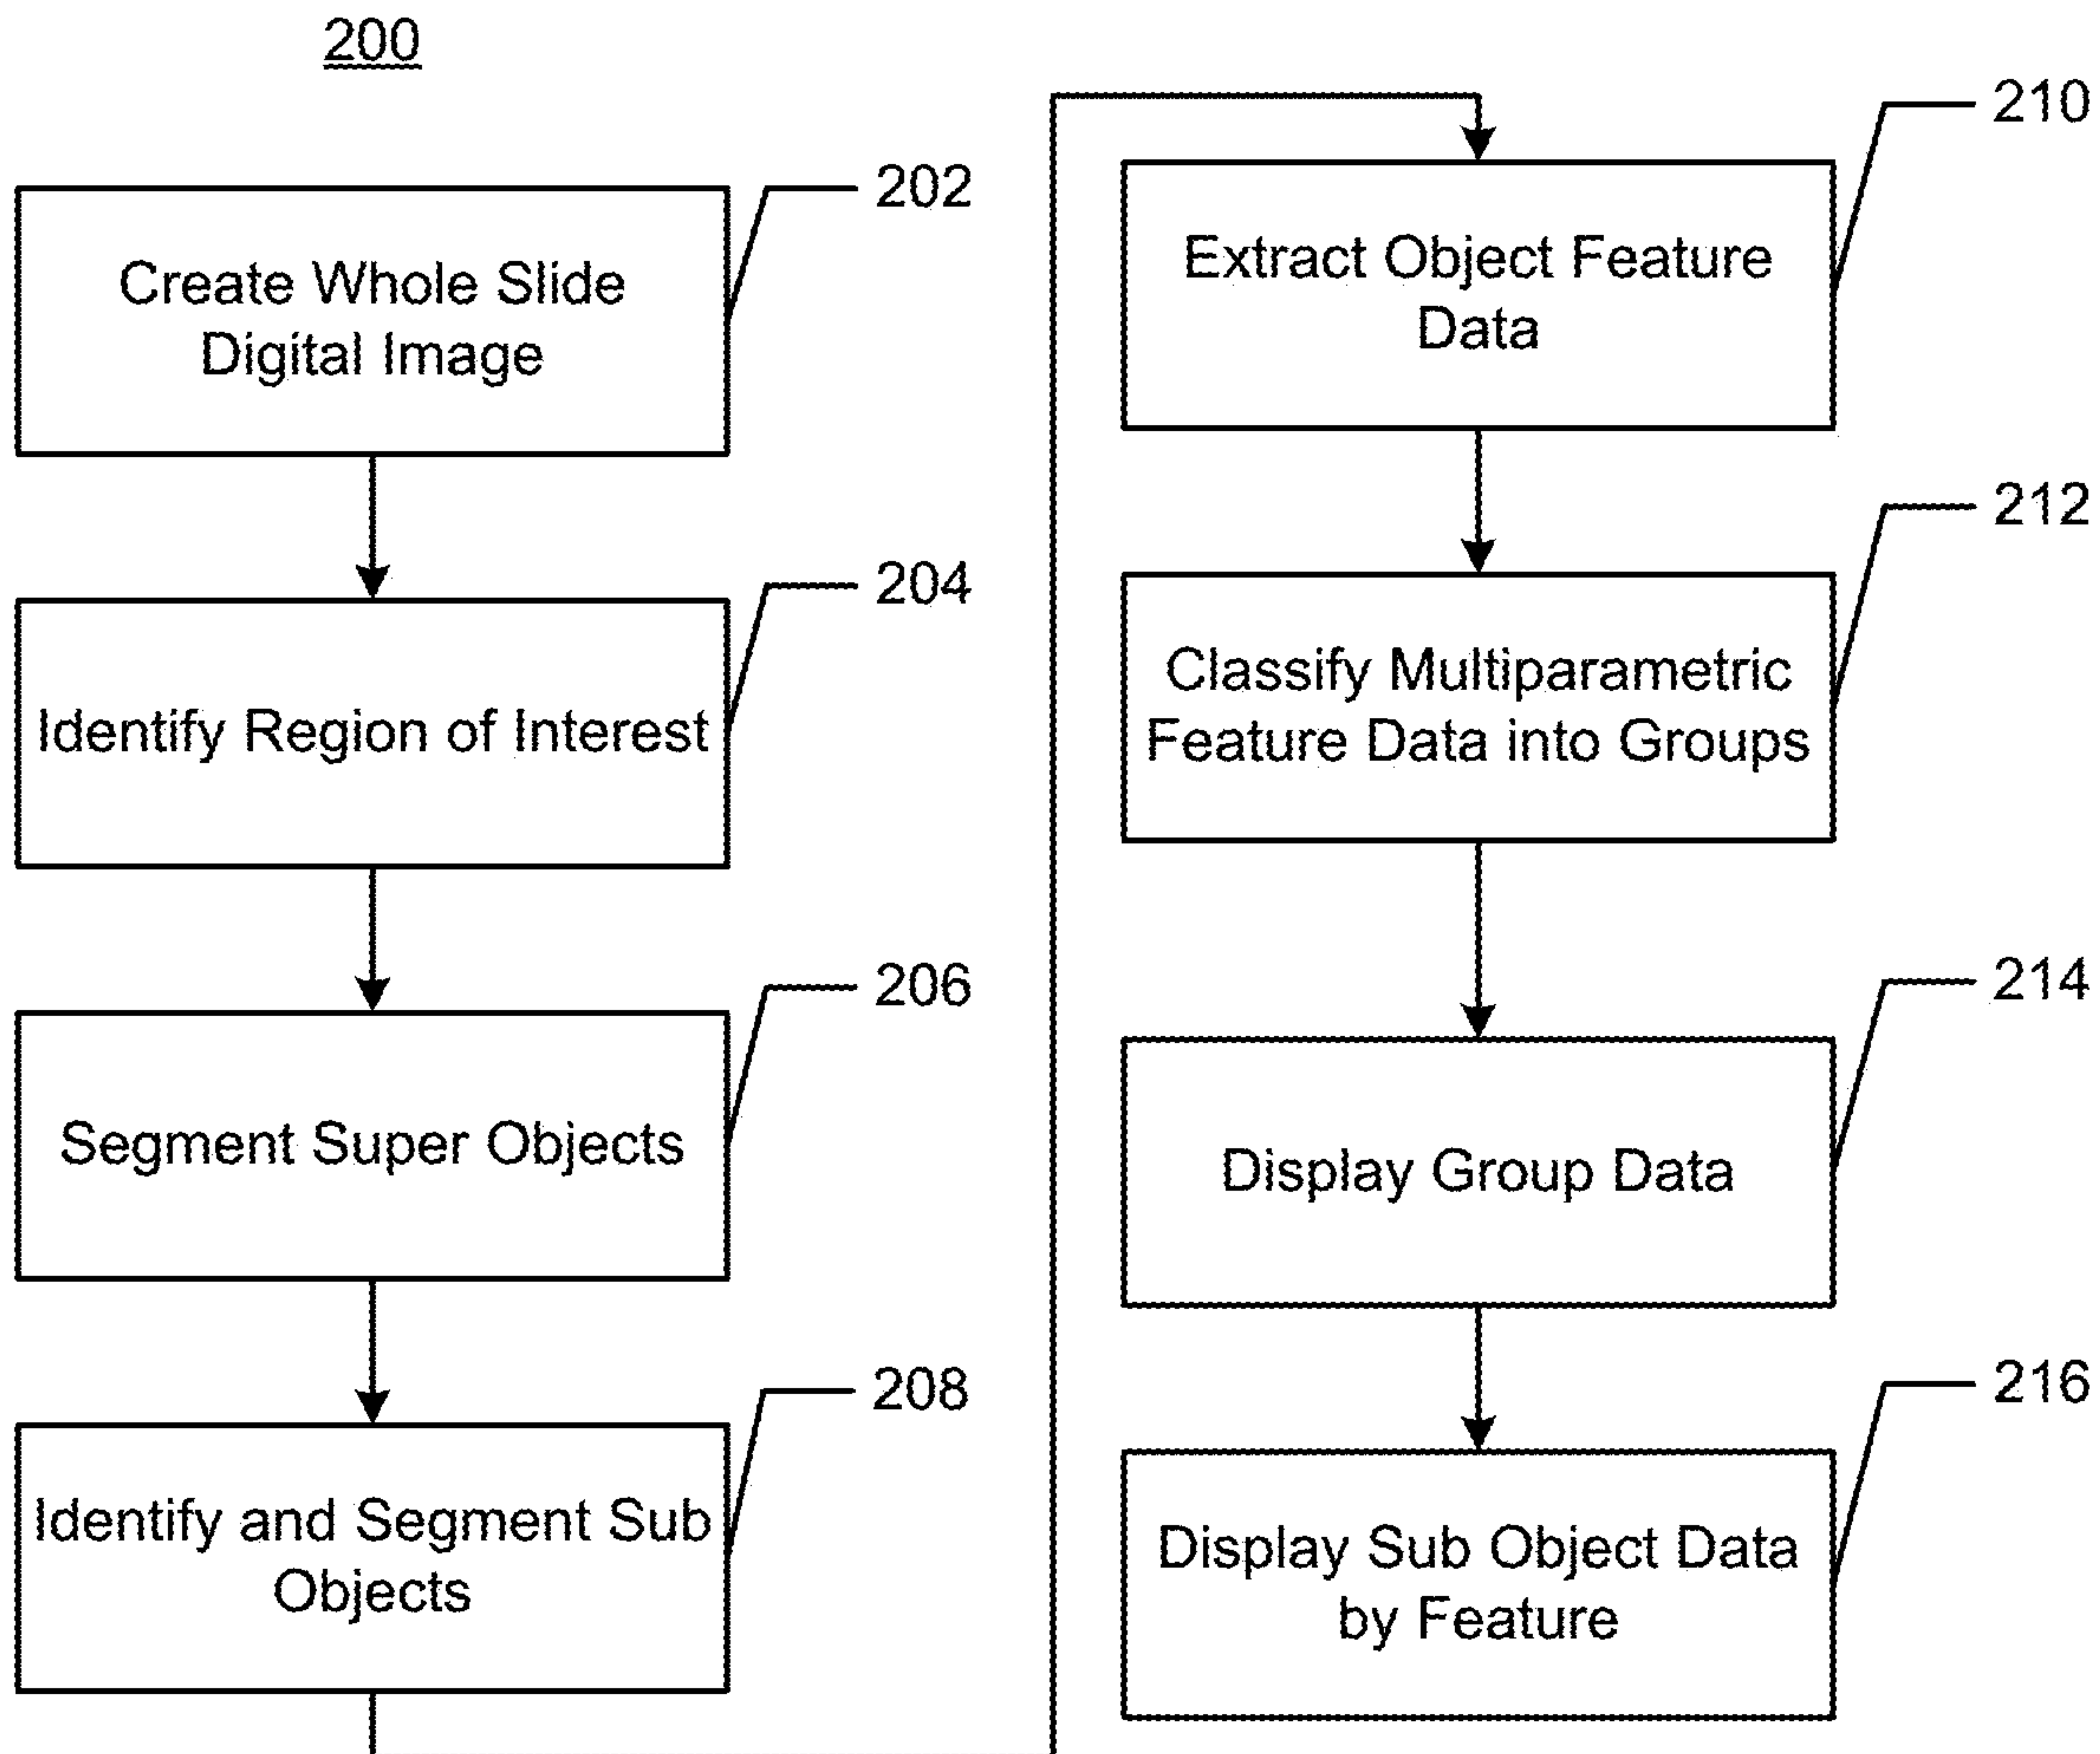 200
202
Create Whole Slide
Digital Image
204
Identify Region of Interest
206
Segment Super Objects
208
Identify and Segment Sub
Objects
210
Extract Object Feature
Data
212
Classify Multiparametric
Feature Data into Groups
214
Display Group Data
216
Display Sub Object Data
by Feature